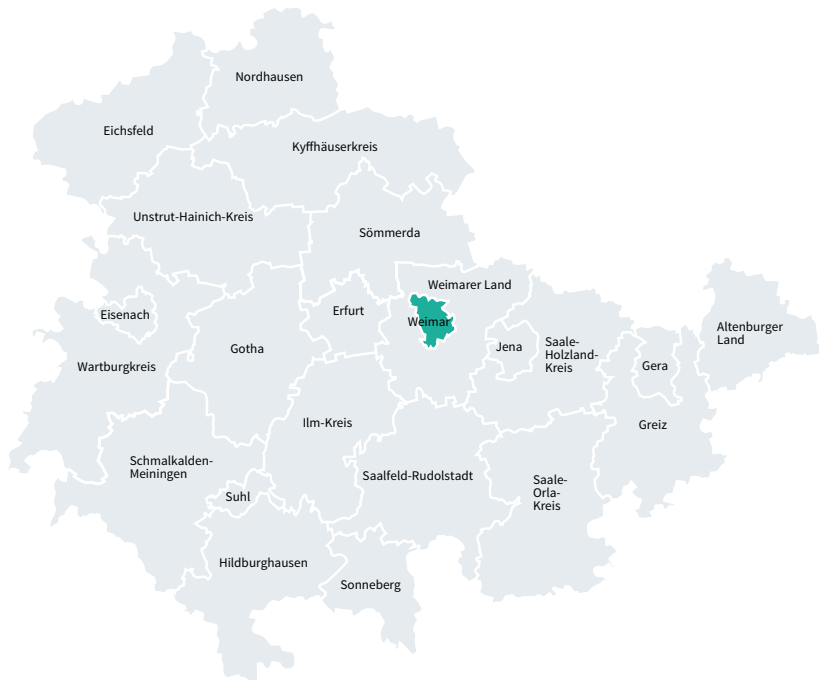 Nordhausen
Eichsfeld
Kyffhäuserkreis
Unstrut-Hainich-Kreis
Sömmerda
Weimarer Land
Eisenach
Erfurt
Weimar
Altenburger
Land
Gotha
Jena
Saale-
Holzland-
Kreis
Wartburgkreis
Gera
Ilm-Kreis
Greiz
Schmalkalden-
Meiningen
Saalfeld-Rudolstadt
Saale-
Orla-
Kreis
Suhl
Hildburghausen
Sonneberg